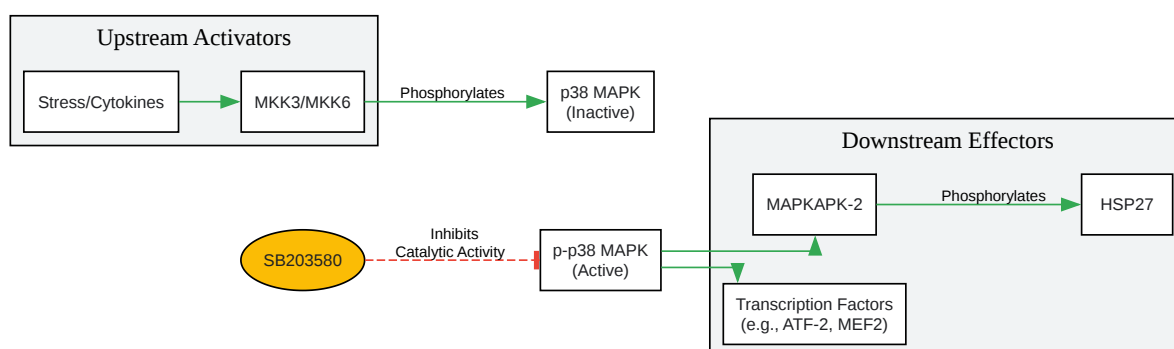 Upstream Activators
Stress/Cytokines
MKK3/MKK6
Phosphorylates
p38 MAPK
(Inactive)
Downstream Effectors
MAPKAPK-2
Phosphorylates
HSP27
SB203580
Inhibits
Catalytic Activity
p-p38 MAPK
(Active)
Transcription Factors
(e.g., ATF-2, MEF2)